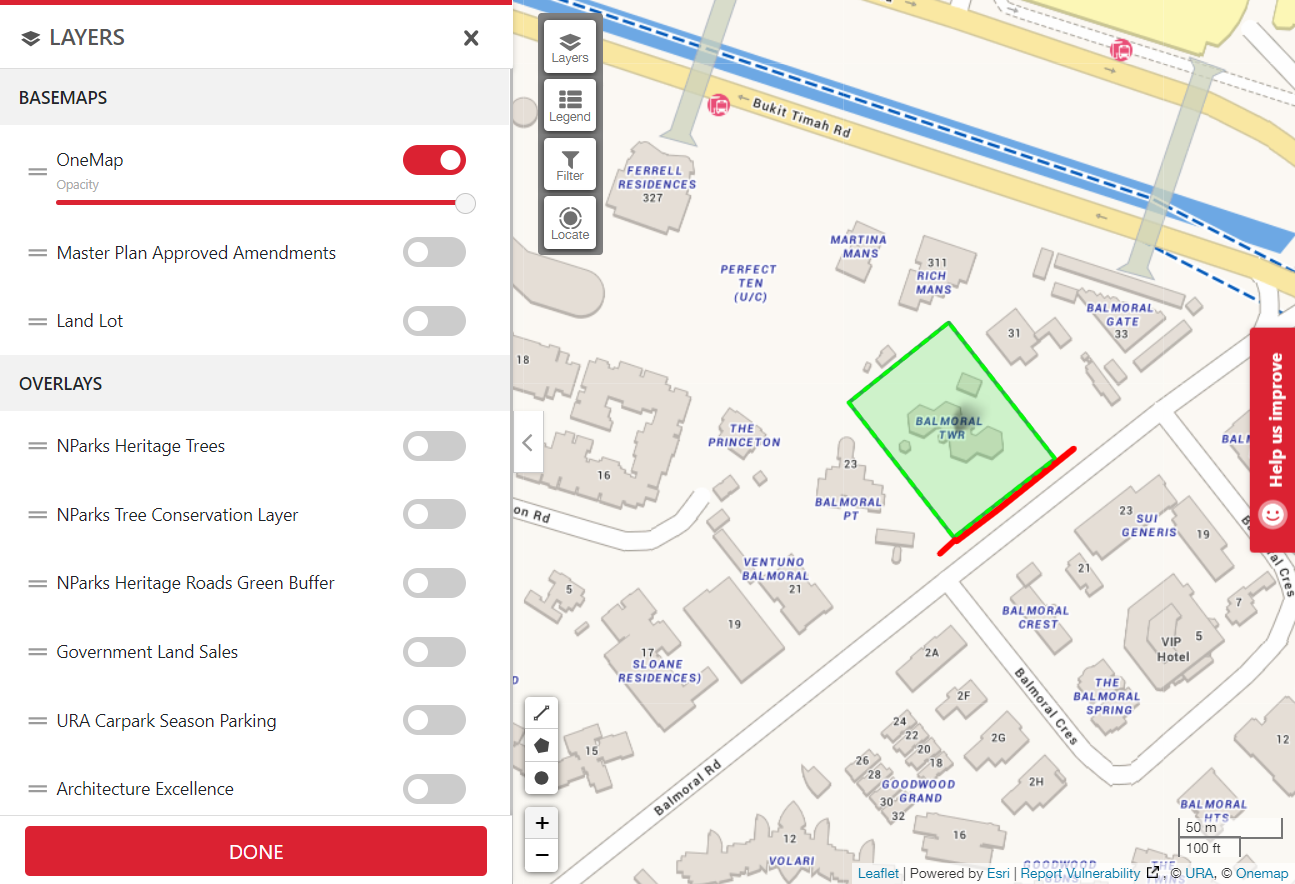 LAYERS
BASEMAPS
OneMap
Opacity
Master Plan Approved Amendments
Land Lot
OVERLAYS
NParks Heritage Trees
NParks Tree Conservation Layer
NParks Heritage Roads Green Buffer
Government Land Sales
URA Carpark Season Parking
Architecture Excellence
DONE
Layers
Legend
Filter
Locate
Bukit Timah Rd
FERRELL
RESIDENCES
327
MARTINA
MANS
PERFECT
TEN
(U/C)
311
RICH
MANS
BALMORAL
GATE
33
31
18
16
THE
PRINCETON
BALMORAL
TWR
23
BALMORAL
PT
on Rd
VENTUNO
BALMORAL
21
5
19
17
SLOANE
RESIDENCES)
15
23
SUI
GENERIS
19
21
BALMORAL
CREST
7
5
VIP
Hotel
THE
BALMORAL
SPRING
12
2A
2F
2G
2H
24
22
20
18
26
28
30
32
GOODWOOD
GRAND
16
12
VOLARI
Balmoral Rd
Balmoral Cres
BALMORAL
HTS
Help us improve
+
−
50 m
100 ft
Leaflet | Powered by Esri | Report Vulnerability , © URA, © Onemap